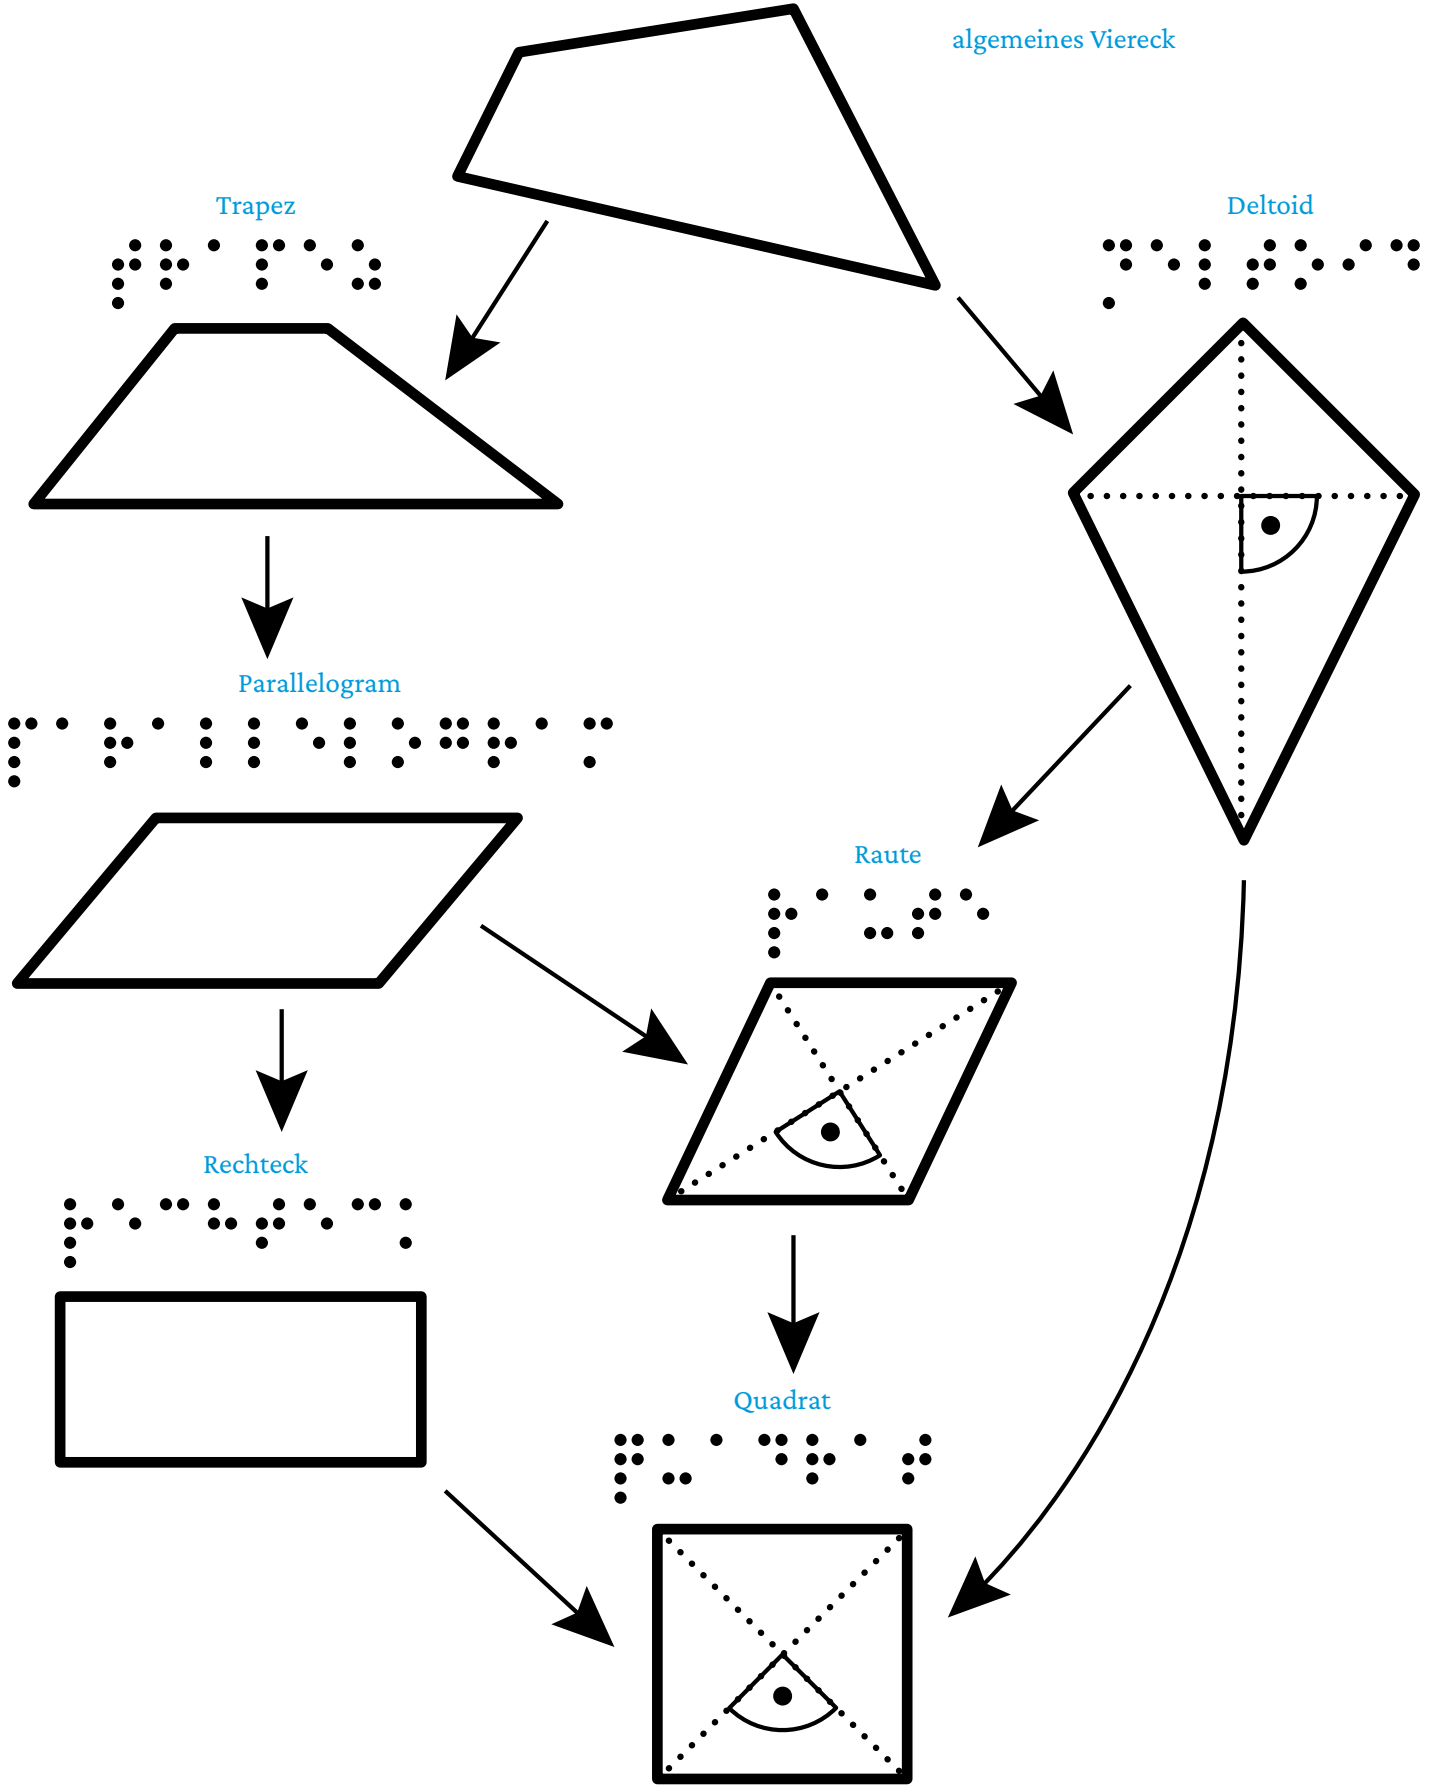 algemeines Viereck
Trapez
⡞⠗⠁⠏⠑⠵
Deltoid
⡙⠑⠇⠞⠕⠊⠙
Parallelogram
⡏⠁⠗⠁⠇⠇⠑⠇⠕⠛⠗⠁⠍
Raute
⡗⠁⠥⠞⠑
Rechteck
⡗⠑⠉⠓⠞⠑⠉⠅
Quadrat
⡟⠥⠁⠙⠗⠁⠞